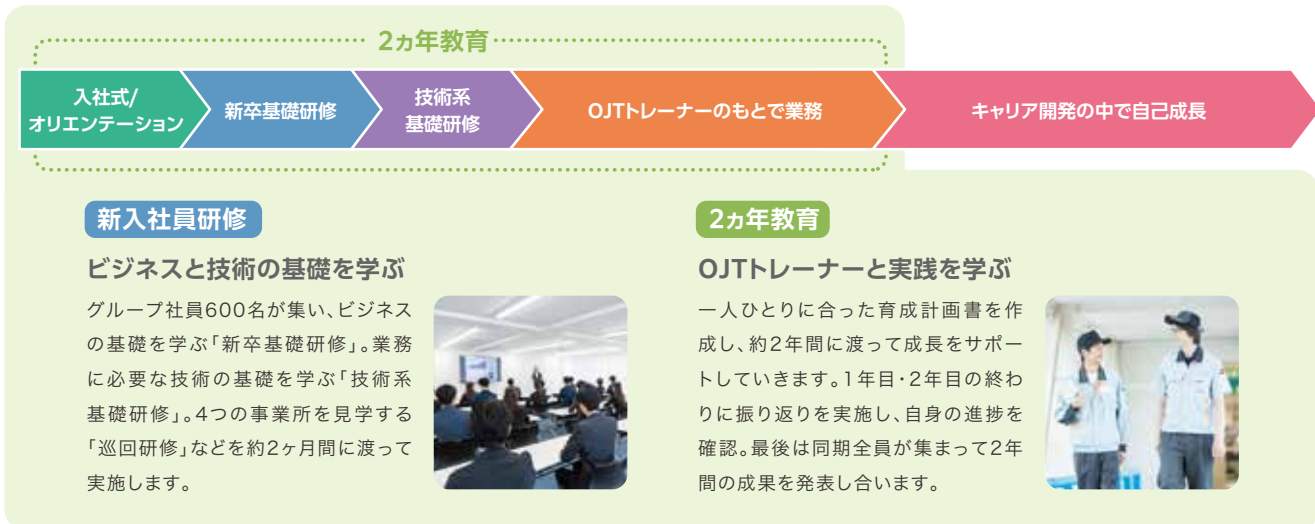 2ヵ年教育
入社式/
オリエンテーション
新卒基礎研修
技術系
基礎研修
OJTトレーナーのもとで業務
キャリア開発の中で自己成長
新入社員研修
ビジネスと技術の基礎を学ぶ
グループ社員600名が集い、ビジネス
の基礎を学ぶ「新卒基礎研修」。業務
に必要な技術の基礎を学ぶ「技術系
基礎研修」。4つの事業所を見学する
「巡回研修」などを約2ヶ月間に渡って
実施します。
2ヵ年教育
OJTトレーナーと実践を学ぶ
一人ひとりに合った育成計画書を作
成し、約2年間に渡って成長をサポー
トしていきます。1年目・2年目の終わ
りに振り返りを実施し、自身の進捗を
確認。最後は同期全員が集まって2年
間の成果を発表し合います。